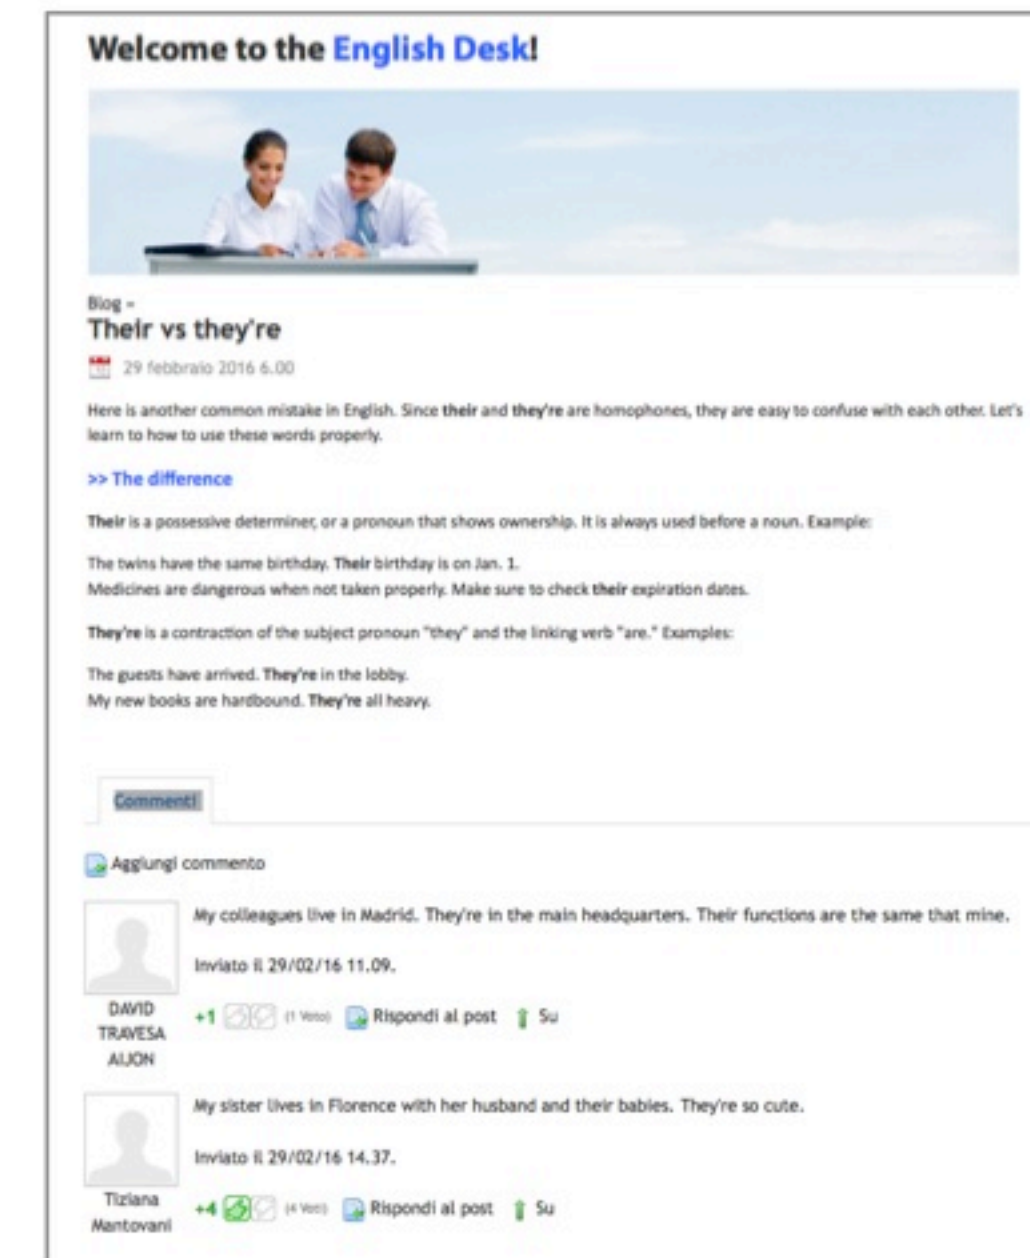 Welcome to the English Desk!
Blog »
Their vs they're
29 febbraio 2016 6.00
Here is another common mistake in English. Since their and they're are homophones, they are easy to confuse with each other. Let's
learn to how to use these words properly.
>> The difference
Their is a possessive determiner, or a pronoun that shows ownership. It is always used before a noun. Example:
The twins have the same birthday. Their birthday is on Jan. 1.
Medicines are dangerous when not taken properly. Make sure to check their expiration dates.
They're is a contraction of the subject pronoun "they" and the linking verb "are." Examples:
The guests have arrived. They're in the lobby.
My new books are hardbound. They're all heavy.
Commenti
Aggiungi commento
My colleagues live in Madrid. They're in the main headquarters. Their functions are the same that mine.
Inviato il 29/02/16 11.09.
DAVID
TRAVESA
AIJON
+1 (1 Voto) Rispondi al post Su
My sister lives in Florence with her husband and their babies. They're so cute.
Inviato il 29/02/16 14.37.
Tiziana
Mantovani
+4 (4 Voti) Rispondi al post Su